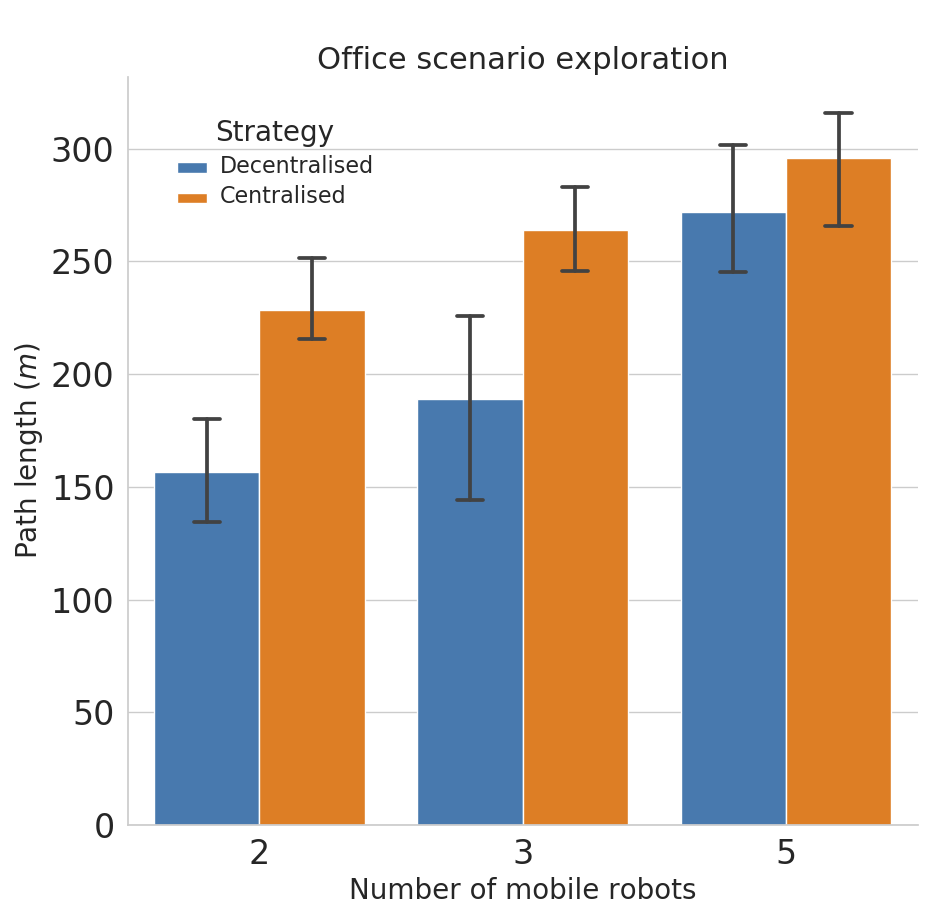 Office scenario exploration
Strategy
Decentralised
Centralised
300
250
200
150
100
50
0
Path length (m)
2 3 5
Number of mobile robots